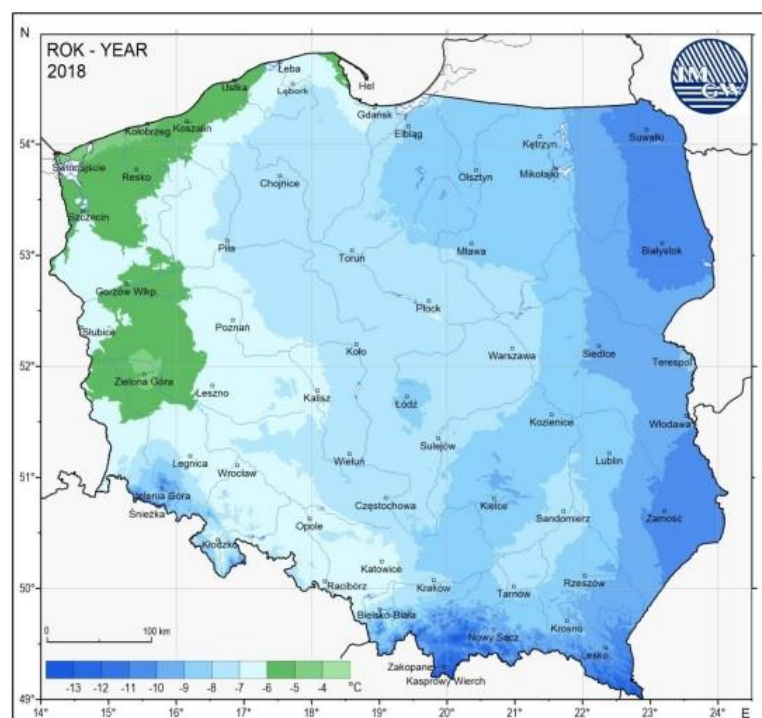 N
ROK - YEAR
2018
IMGW
Łeba
Ustka
Lębork
Hel
Gdańsk
Kołobrzeg
Koszalin
Elbląg
Kętrzyn
Suwałki
54°
Świnoujście
Resko
Chojnice
Olsztyn
Mikołajki
Szczecin
53°
Piła
Toruń
Mława
Białystok
Gorzów Wlkp.
Płock
Słubice
Poznań
Koło
Warszawa
Siedlce
Terespol
52°
Zielona Góra
Leszno
Kalisz
Łódź
Kozienice
Włodawa
Sulejów
Legnica
Wrocław
Wieluń
Lublin
51°
Jelenia Góra
Śnieżka
Częstochowa
Kielce
Sandomierz
Zamość
Opole
Kłodzko
Katowice
50°
Racibórz
Kraków
Tarnów
Rzeszów
Bielsko-Biała
Nowy Sącz
Krosno
Lesko
0 100 km
Zakopane
Kasprowy Wierch
-13 -12 -11 -10 -9 -8 -7 -6 -5 -4 °C
49°
14° 15° 16° 17° 18° 19° 20° 21° 22° 23° 24° E